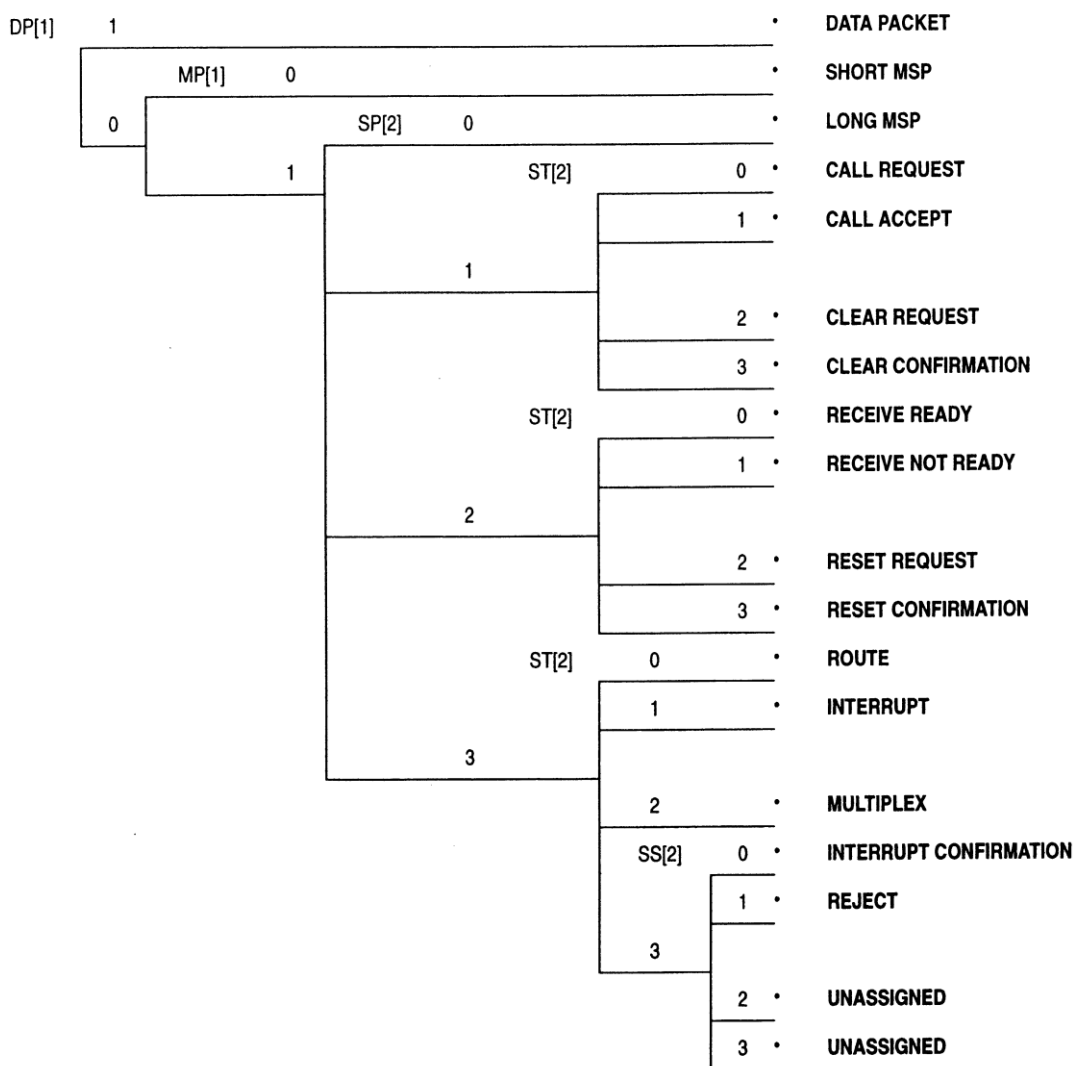 DP[1] 1 • DATA PACKET
MP[1] 0 • SHORT MSP
0 SP[2] 0 • LONG MSP
1 ST[2] 0 • CALL REQUEST
1 • CALL ACCEPT
1
2 • CLEAR REQUEST
3 • CLEAR CONFIRMATION
ST[2] 0 • RECEIVE READY
1 • RECEIVE NOT READY
2
2 • RESET REQUEST
3 • RESET CONFIRMATION
ST[2] 0 • ROUTE
1 • INTERRUPT
3
2 • MULTIPLEX
SS[2] 0 • INTERRUPT CONFIRMATION
1 • REJECT
3
2 • UNASSIGNED
3 • UNASSIGNED